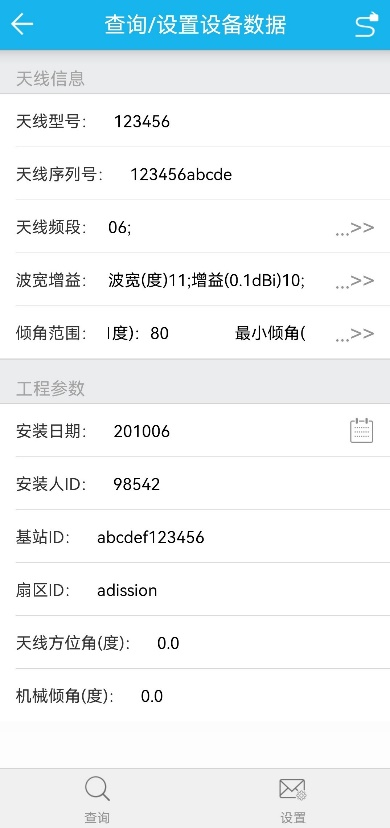 查询/设置设备数据
天线信息
天线型号: 123456
天线序列号: 123456abcde
天线频段: 06; ...>>
波宽增益: 波宽(度)11;增益(0.1dBi)10; ...>>
倾角范围: 度): 80 最小倾角( ...>>
工程参数
安装日期: 201006
安装人ID: 98542
基站ID: abcdef123456
扇区ID: adission
天线方位角(度): 0.0
机械倾角(度): 0.0
查询 设置